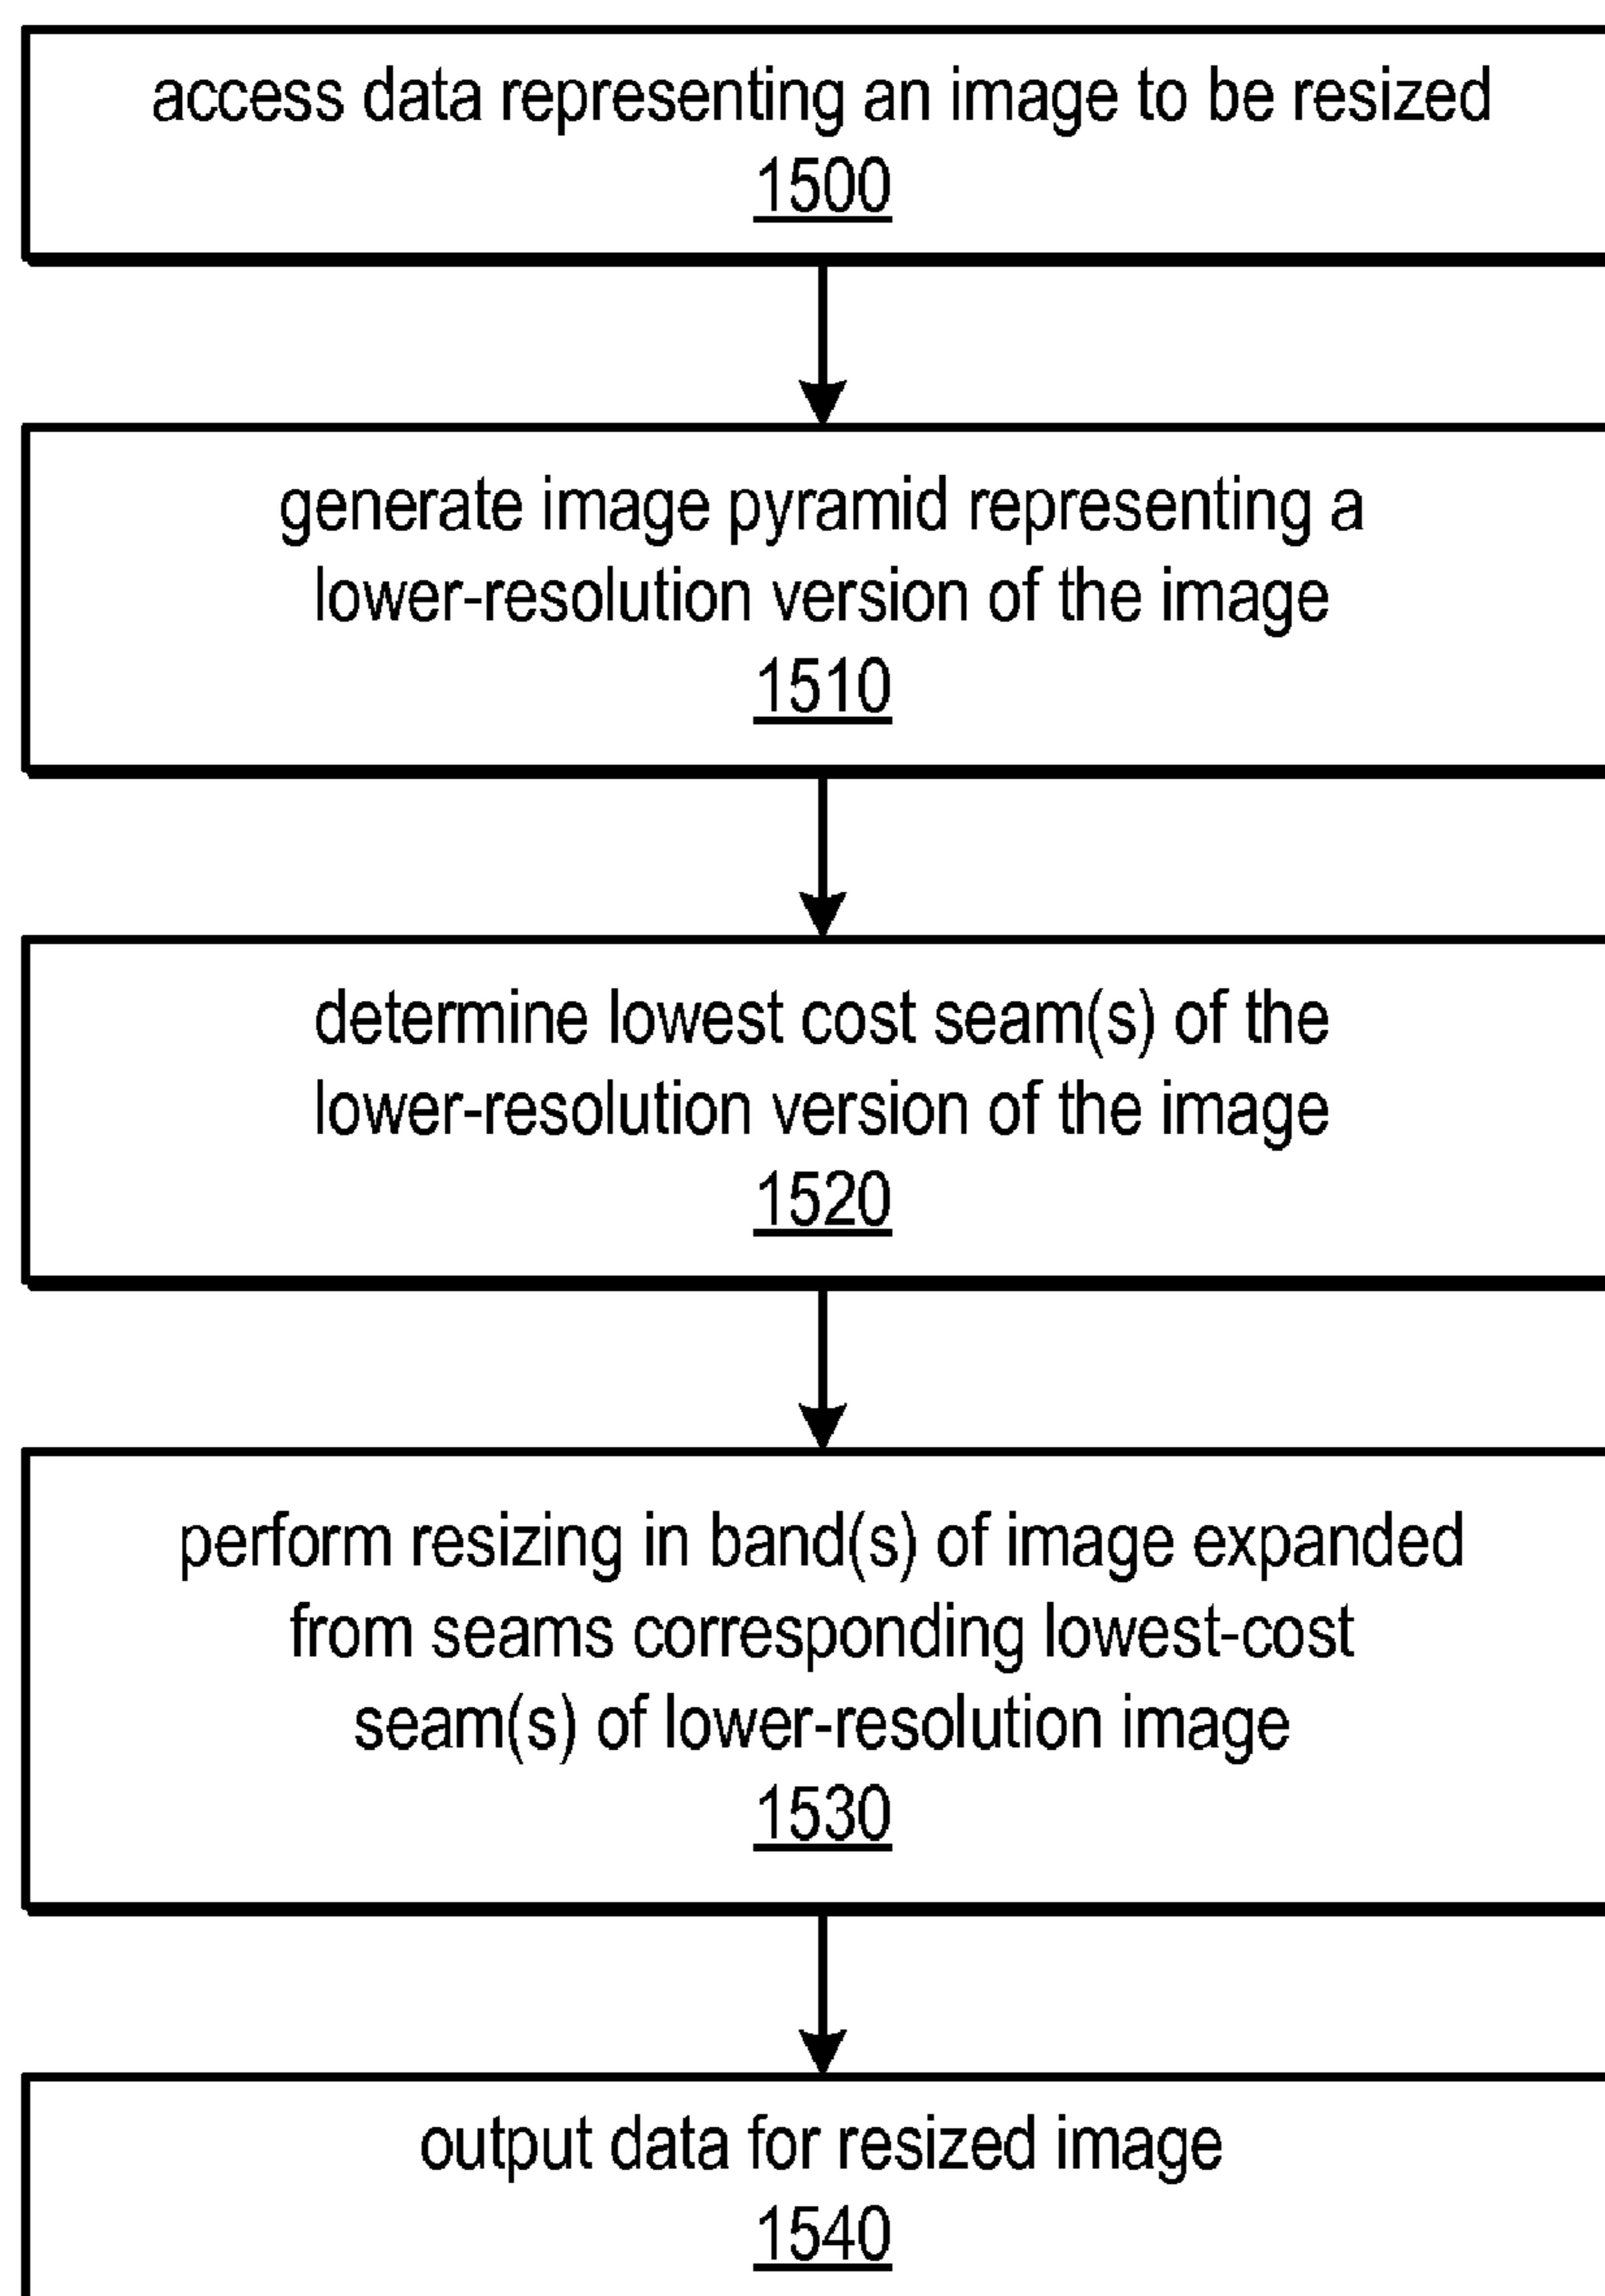 access data representing an image to be resized
1500
generate image pyramid representing a
lower-resolution version of the image
1510
determine lowest cost seam(s) of the
lower-resolution version of the image
1520
perform resizing in band(s) of image expanded
from seams corresponding lowest-cost
seam(s) of lower-resolution image
1530
output data for resized image
1540